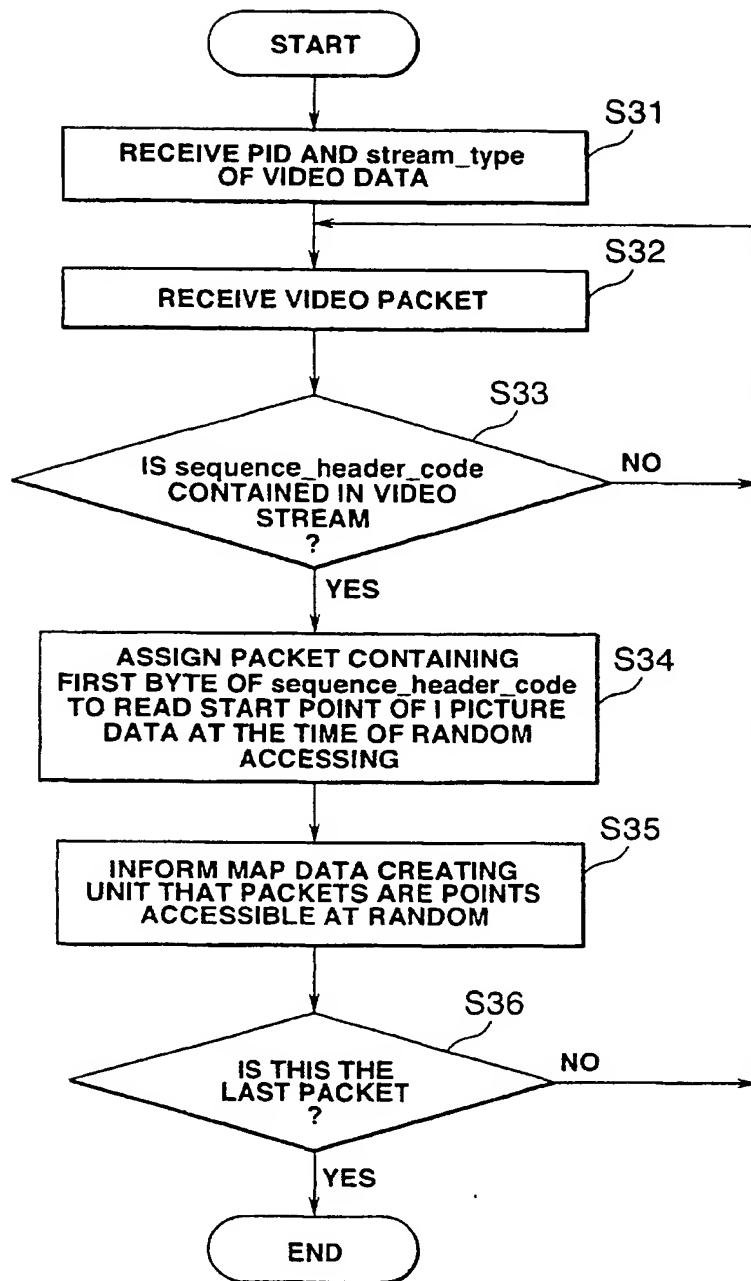 START
S31
RECEIVE PID AND stream_type
OF VIDEO DATA
S32
RECEIVE VIDEO PACKET
S33
IS sequence_header_code
CONTAINED IN VIDEO
STREAM
?
NO
YES
S34
ASSIGN PACKET CONTAINING
FIRST BYTE OF sequence_header_code
TO READ START POINT OF I PICTURE
DATA AT THE TIME OF RANDOM
ACCESSING
S35
INFORM MAP DATA CREATING
UNIT THAT PACKETS ARE POINTS
ACCESSIBLE AT RANDOM
S36
IS THIS THE
LAST PACKET
?
NO
YES
END